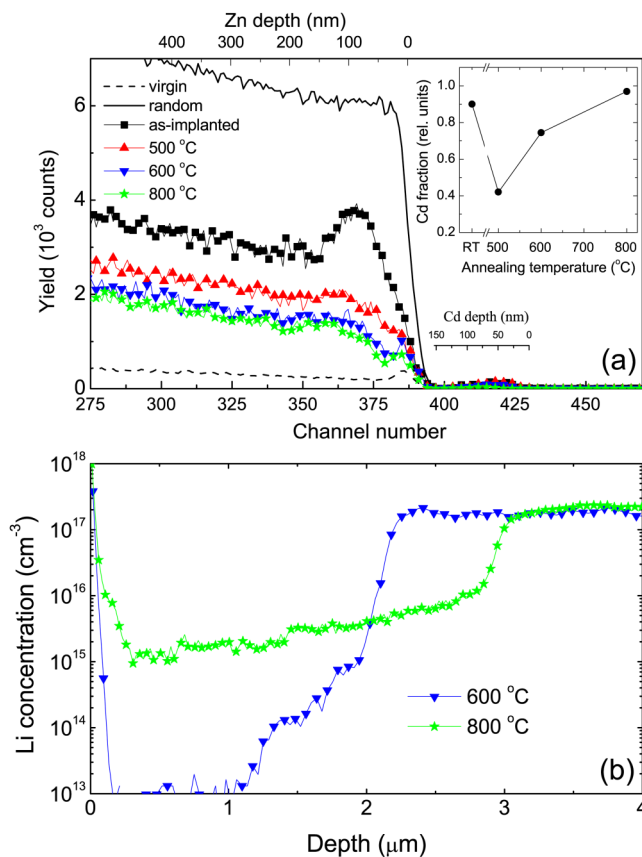 Zn depth (nm)
400 300 200 100 0
virgin
random
as-implanted
500 °C
600 °C
800 °C
Yield (10³ counts)
6
4
2
0
Cd fraction (rel. units)
1.0
0.8
0.6
0.4
0.2
RT 500 600 800
Annealing temperature (°C)
Cd depth (nm)
150 100 50 0
(a)
275 300 325 350 375 400 425 450
Channel number
Li concentration (cm⁻³)
10¹⁸
10¹⁷
10¹⁶
10¹⁵
10¹⁴
10¹³
600 °C
800 °C
(b)
0 1 2 3 4
Depth (μm)